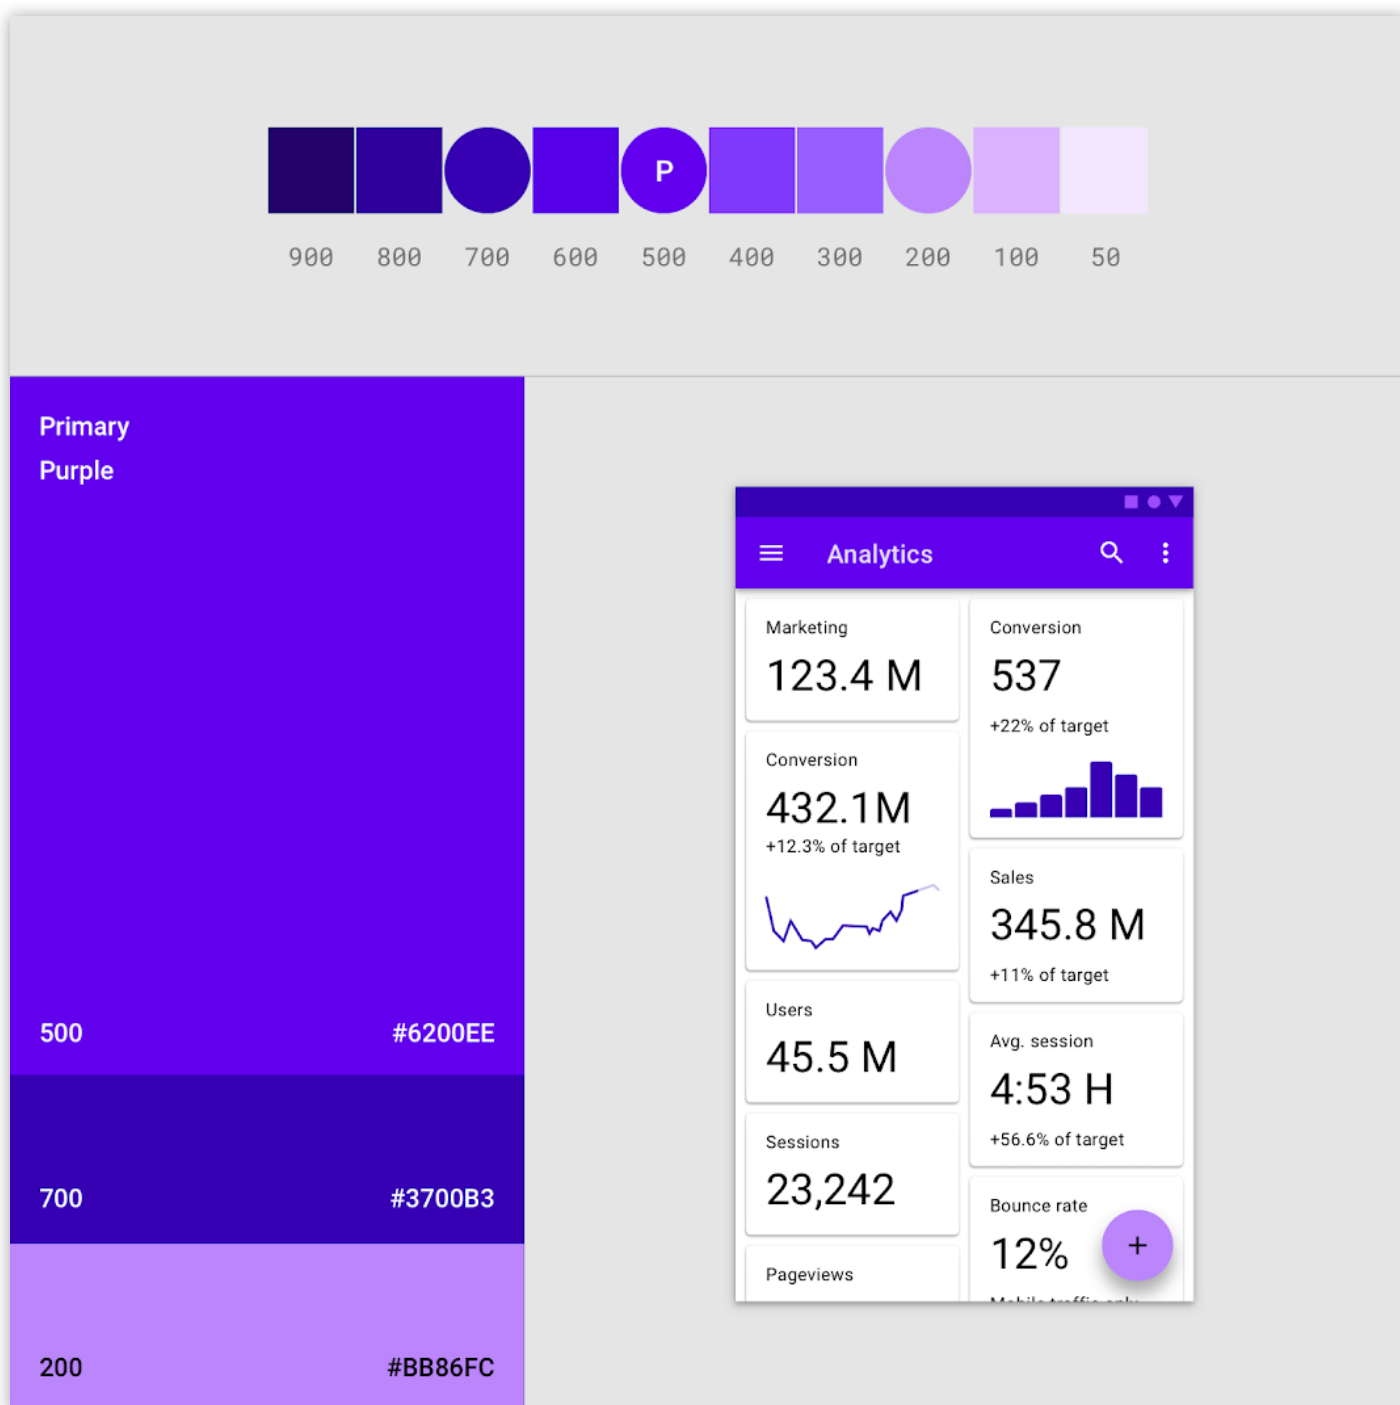 P
900 800 700 600 500 400 300 200 100 50
Primary
Purple
500 #6200EE
700 #3700B3
200 #BB86FC
Analytics
Marketing
123.4 M
Conversion
432.1M
+12.3% of target
Users
45.5 M
Sessions
23,242
Pageviews
Conversion
537
+22% of target
Sales
345.8 M
+11% of target
Avg. session
4:53 H
+56.6% of target
Bounce rate
12%
+
Mobile traffic only